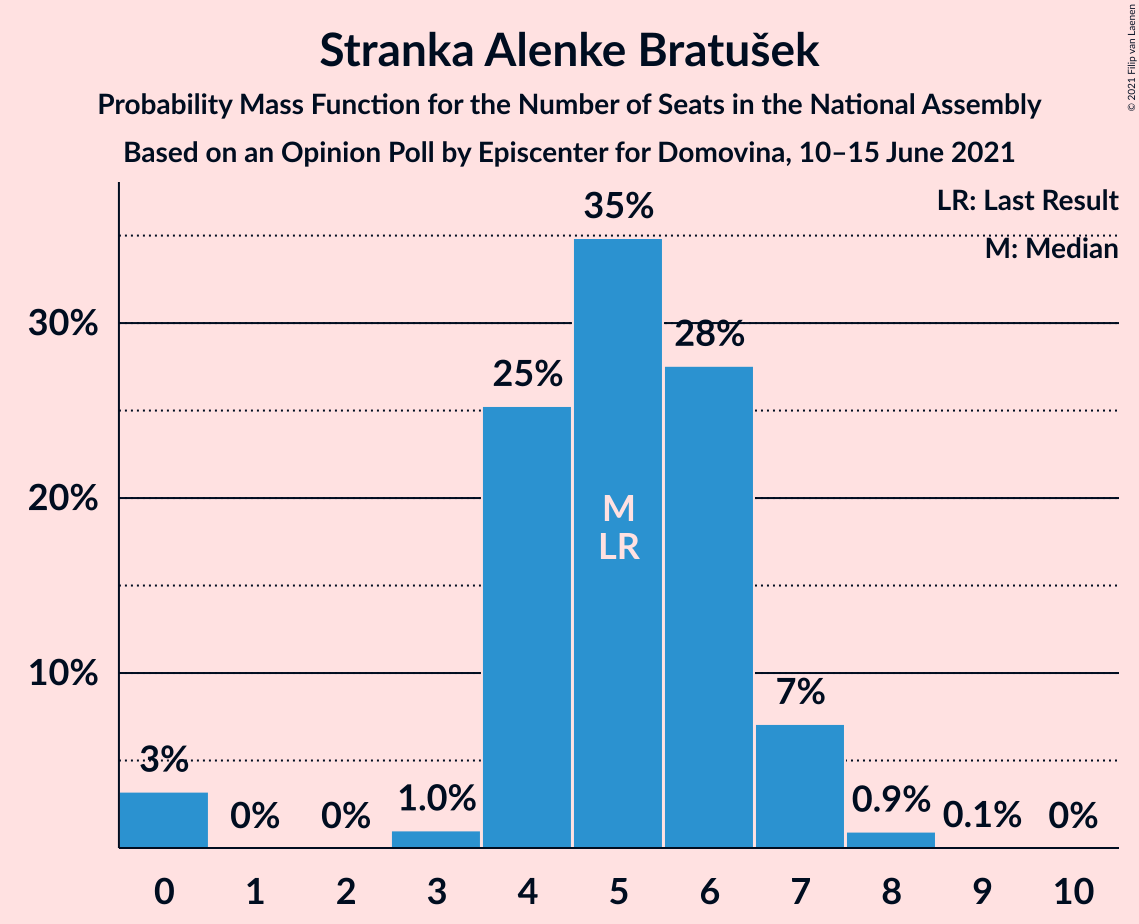 Stranka Alenke Bratušek
Probability Mass Function for the Number of Seats in the National Assembly
Based on an Opinion Poll by Episcenter for Domovina, 10–15 June 2021
© 2021 Filip van Laenen
LR: Last Result
M: Median
35%
30%
28%
25%
20%
M
LR
10%
7%
3%
0%
0%
1.0%
0.9%
0.1%
0%
0 1 2 3 4 5 6 7 8 9 10